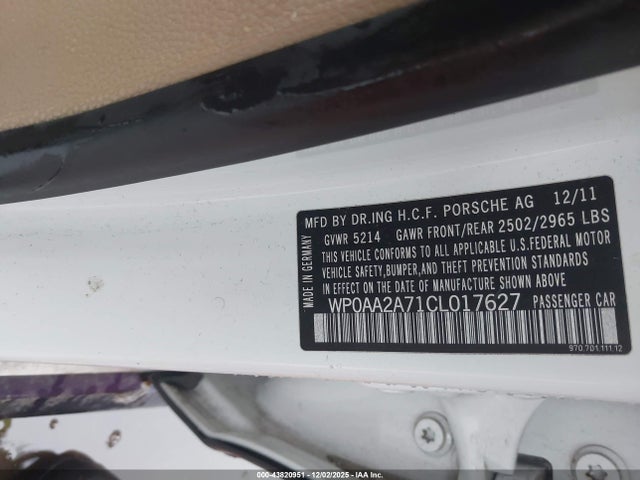 MFD BY DR.ING H.C.F. PORSCHE AG 12/11
GVWR 5214 GAWR FRONT/REAR 2502/2965 LBS
THIS VEHICLE CONFORMS TO ALL APPLICABLE U.S.FEDERAL MOTOR
VEHICLE SAFETY,BUMPER,AND THEFT PREVENTION STANDARDS
IN EFFECT ON THE DATE OF MANUFACTURE SHOWN ABOVE
WP0AA2A71CL017627 PASSENGER CAR
MADE IN GERMANY
970.701.111.12
000-43820951 - 12/02/2025 - © IAA Inc.